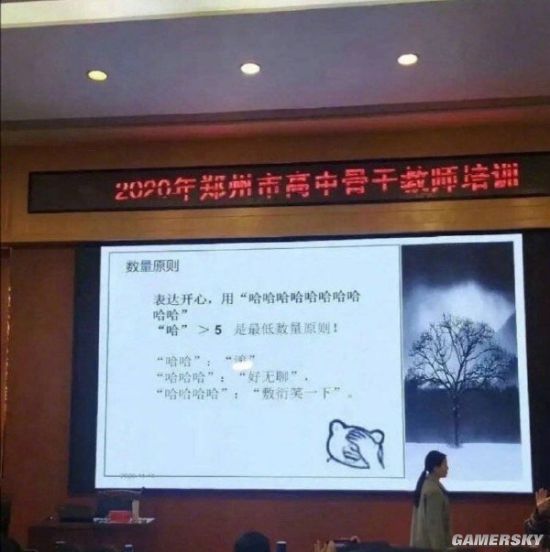 2020年郑州市高中骨干教师培训
数量原则
表达开心，用“哈哈哈哈哈哈哈哈哈
哈哈”
“哈” > 5 是最低数量原则！
“哈哈”：“滚”
“哈哈哈”：“好无聊”，
“哈哈哈哈”：“敷衍笑一下”。
GAMERSKY